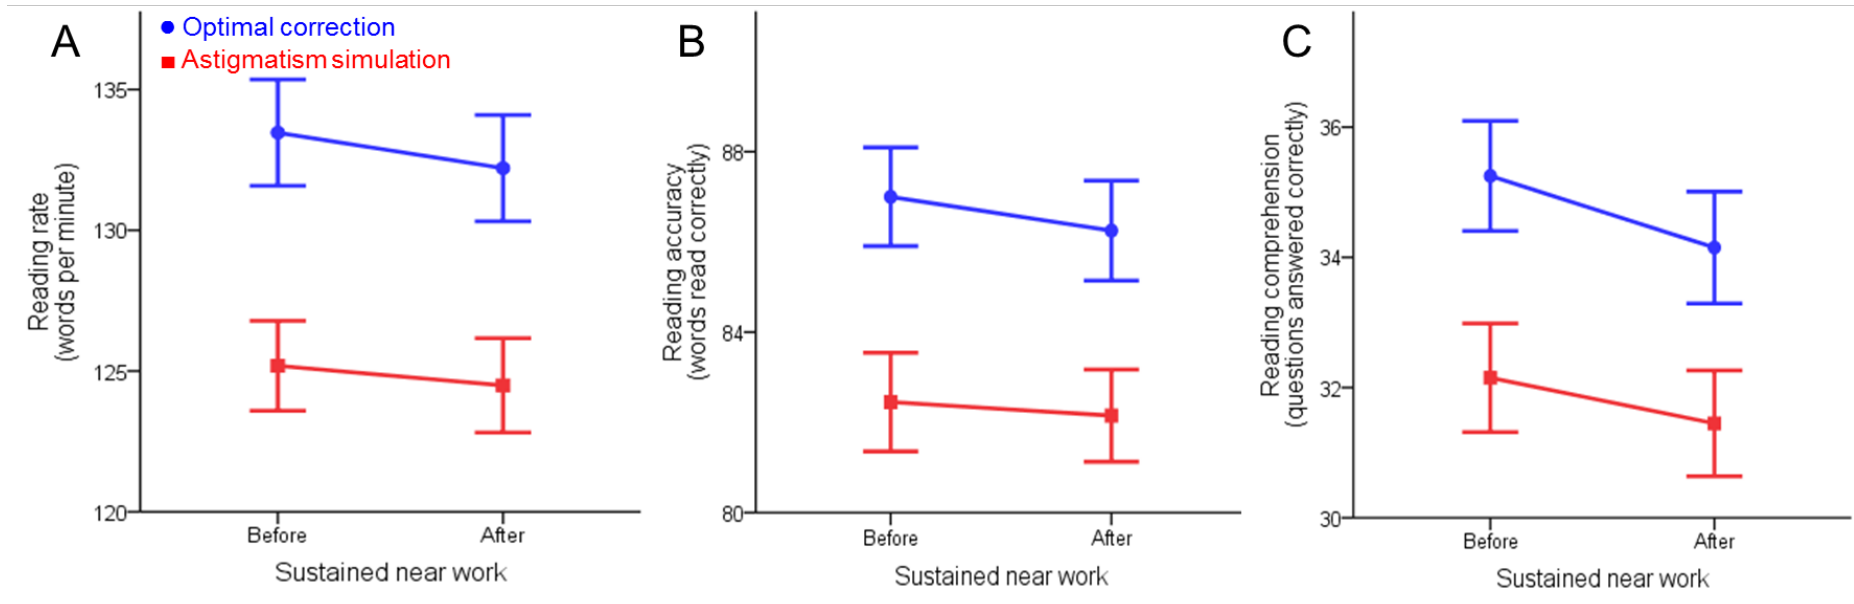 A
Optimal correction
Astigmatism simulation
Reading rate
(words per minute)
135
130
125
120
Before
After
Sustained near work
B
Reading accuracy
(words read correctly)
88
84
80
Before
After
Sustained near work
C
Reading comprehension
(questions answered correctly)
36
34
32
30
Before
After
Sustained near work